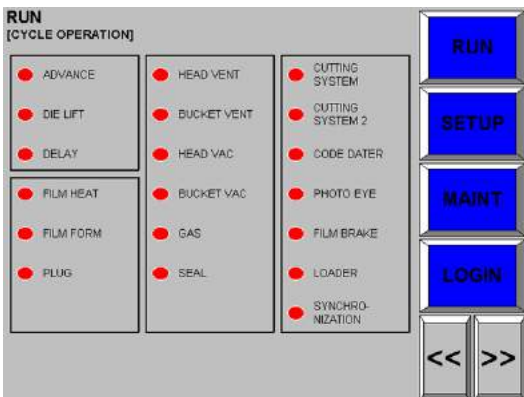 RUN
[CYCLE OPERATION]
ADVANCE
DIE LIFT
DELAY
FILM HEAT
FILM FORM
PLUG
HEAD VENT
BUCKET VENT
HEAD VAC
BUCKET VAC
GAS
SEAL
CUTTING
SYSTEM
CUTTING
SYSTEM 2
CODE DATER
PHOTO EYE
FILM BRAKE
LOADER
SYNCHRO-
NIZATION
RUN
SETUP
MAINT
LOGIN
<< >>